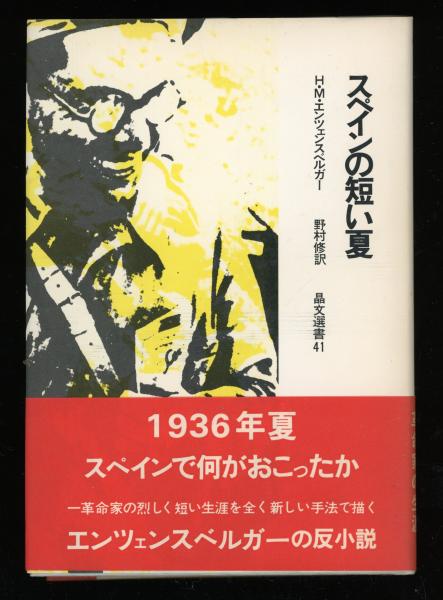 スペインの短い夏
H・M・エンツェンスベルガー
野村修訳
晶文選書41
1936年夏
スペインで何がおこったか
一革命家の烈しく短い生涯を全く新しい手法で描く
エンツェンスベルガーの反小説